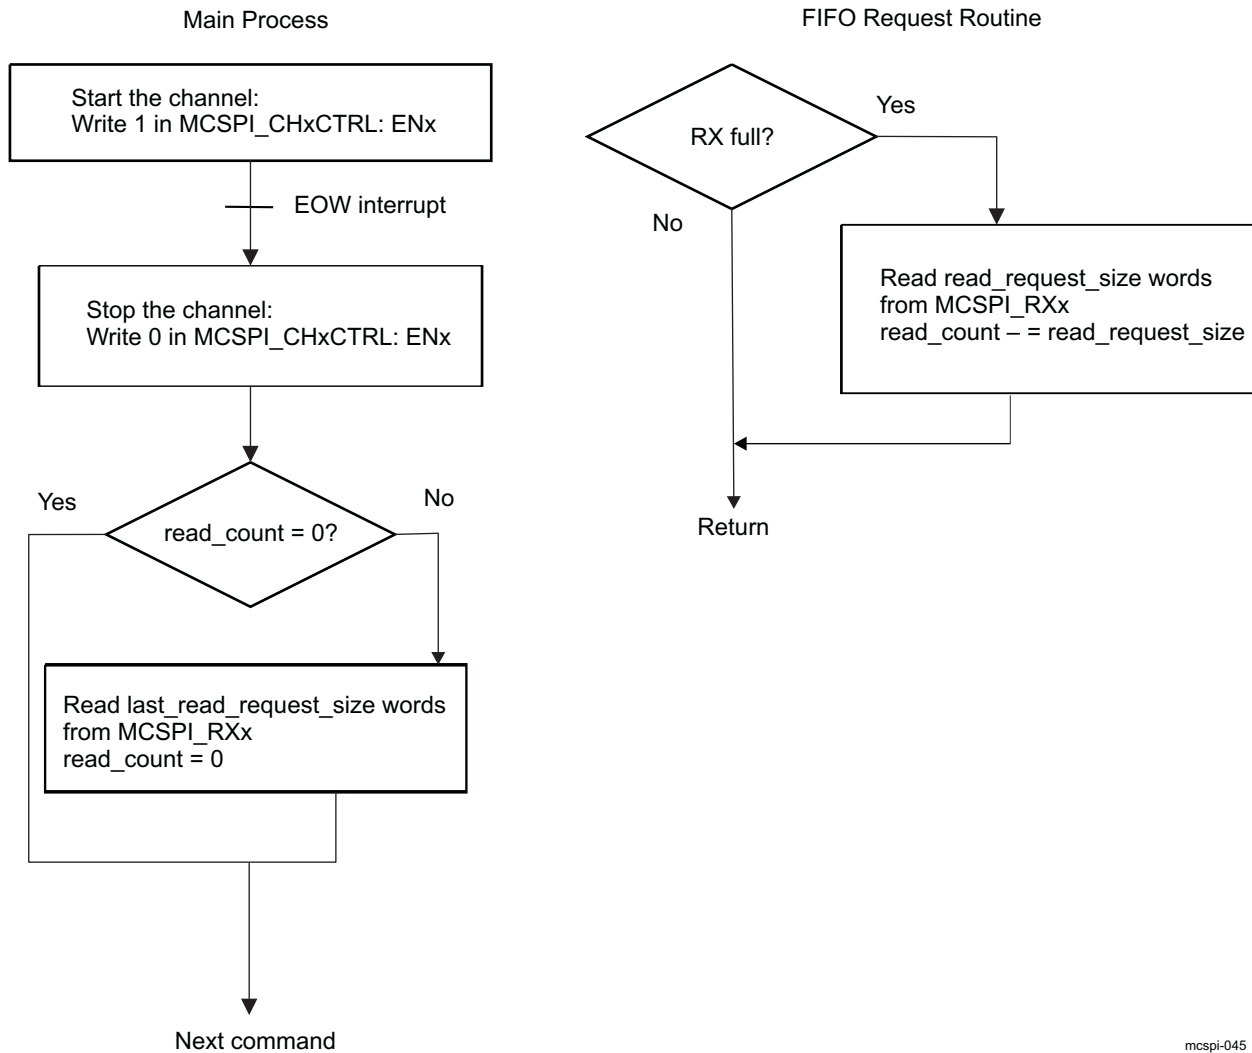 Main Process
Start the channel:
Write 1 in MCSPI_CHxCTRL: ENx
EOW interrupt
Stop the channel:
Write 0 in MCSPI_CHxCTRL: ENx
Yes
No
read_count = 0?
Read last_read_request_size words
from MCSPI_RXx
read_count = 0
Next command
FIFO Request Routine
RX full?
Yes
No
Read read_request_size words
from MCSPI_RXx
read_count – = read_request_size
Return
mcspi-045